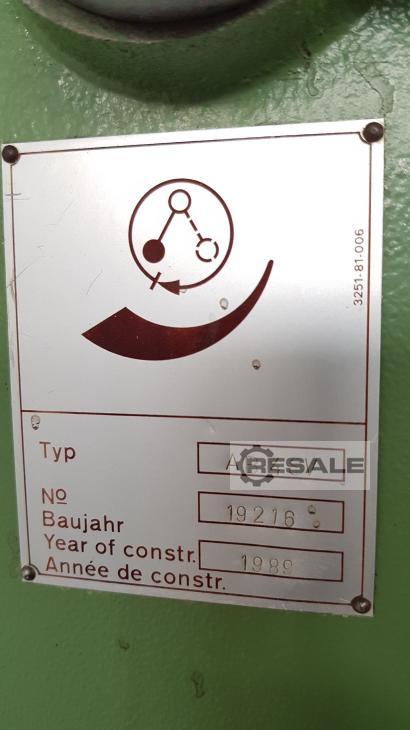 3251-81-006
Typ
RESALE
Nº 19216
Baujahr
Year of constr. 1989
Année de constr.